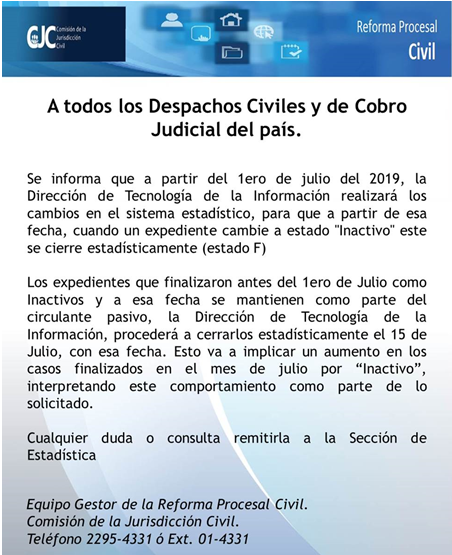 CJC Comisión de la
Jurisdicción
Civil
Reforma Procesal
Civil
A todos los Despachos Civiles y de Cobro
Judicial del país.
Se informa que a partir del 1ero de julio del 2019, la
Dirección de Tecnología de la Información realizará los
cambios en el sistema estadístico, para que a partir de esa
fecha, cuando un expediente cambie a estado "Inactivo" este
se cierre estadísticamente (estado F)
Los expedientes que finalizaron antes del 1ero de Julio como
Inactivos y a esa fecha se mantienen como parte del
circulante pasivo, la Dirección de Tecnología de la
Información, procederá a cerrarlos estadísticamente el 15 de
Julio, con esa fecha. Esto va a implicar un aumento en los
casos finalizados en el mes de julio por “Inactivo”,
interpretando este comportamiento como parte de lo
solicitado.
Cualquier duda o consulta remitirla a la Sección de
Estadística
Equipo Gestor de la Reforma Procesal Civil.
Comisión de la Jurisdicción Civil.
Teléfono 2295-4331 ó Ext. 01-4331